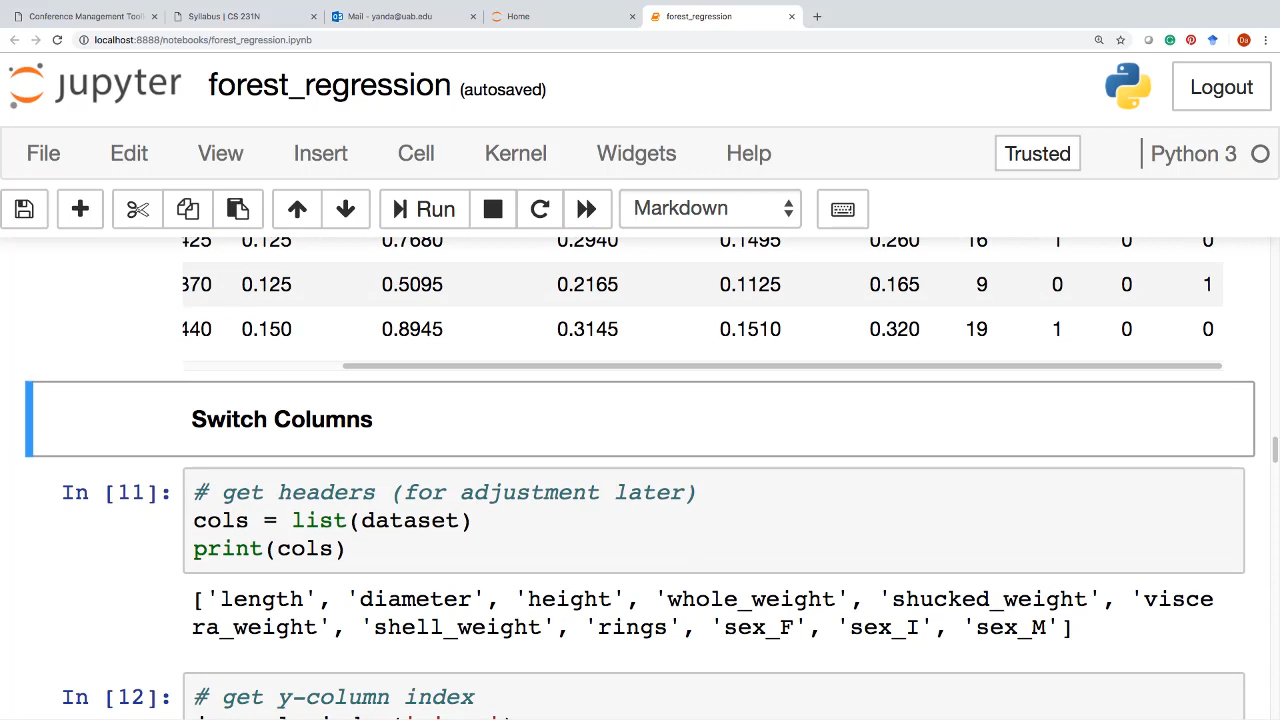 Conference Management Toolk
Syllabus | CS 231N
Mail - yanda@uab.edu
Home
forest_regression
localhost:8888/notebooks/forest_regression.ipynb
Da
jupyter forest_regression (autosaved)
Logout
File Edit View Insert Cell Kernel Widgets Help
Trusted
Python 3
Run
Markdown
425 0.125 0.7680 0.2940 0.1495 0.260 16 1 0 0
370 0.125 0.5095 0.2165 0.1125 0.165 9 0 0 1
440 0.150 0.8945 0.3145 0.1510 0.320 19 1 0 0
Switch Columns
In [11]: # get headers (for adjustment later)
cols = list(dataset)
print(cols)
['length', 'diameter', 'height', 'whole_weight', 'shucked_weight', 'visce
ra_weight', 'shell_weight', 'rings', 'sex_F', 'sex_I', 'sex_M']
In [12]: # get y-column index